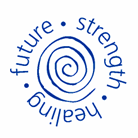 future • strength • healing •